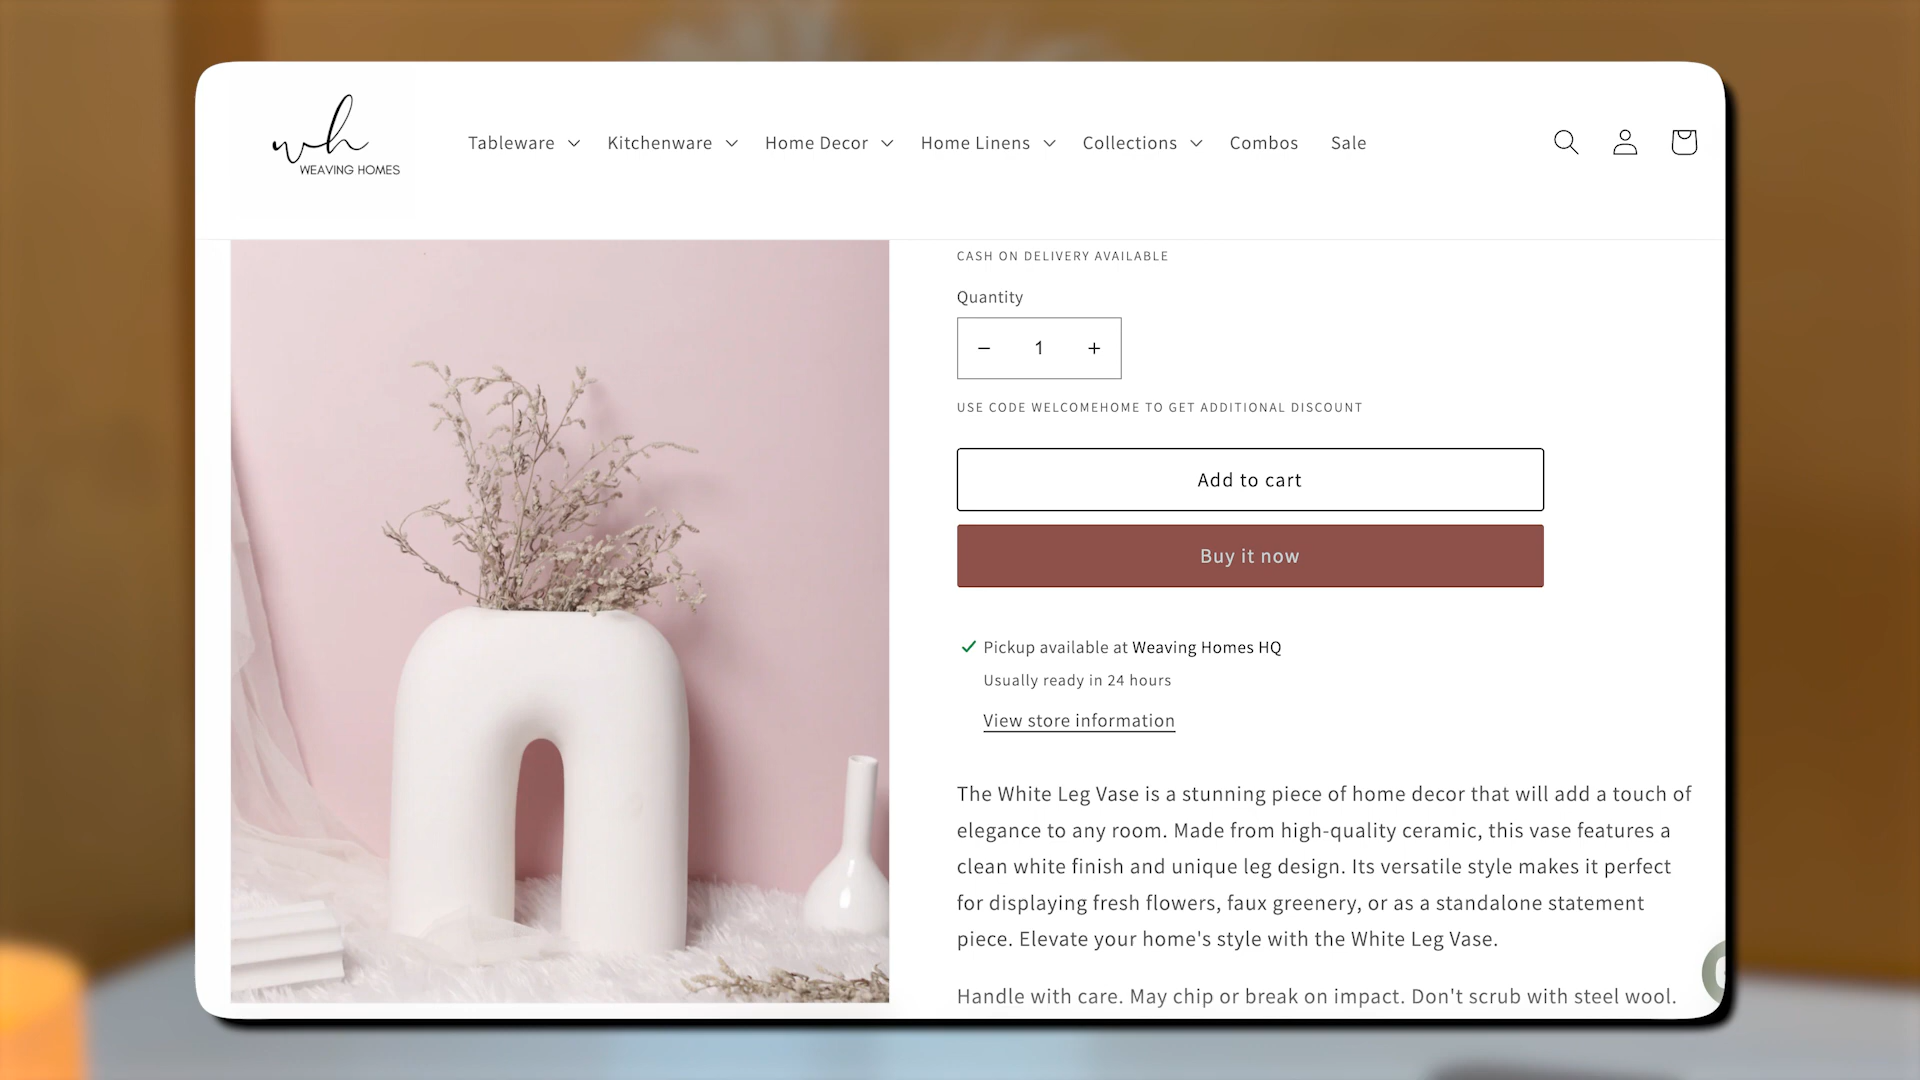 wh
WEAVING HOMES
Tableware
Kitchenware
Home Decor
Home Linens
Collections
Combos
Sale
CASH ON DELIVERY AVAILABLE
Quantity
− 1 +
USE CODE WELCOMEHOME TO GET ADDITIONAL DISCOUNT
Add to cart
Buy it now
Pickup available at Weaving Homes HQ
Usually ready in 24 hours
View store information
The White Leg Vase is a stunning piece of home decor that will add a touch of
elegance to any room. Made from high-quality ceramic, this vase features a
clean white finish and unique leg design. Its versatile style makes it perfect
for displaying fresh flowers, faux greenery, or as a standalone statement
piece. Elevate your home's style with the White Leg Vase.
Handle with care. May chip or break on impact. Don't scrub with steel wool.